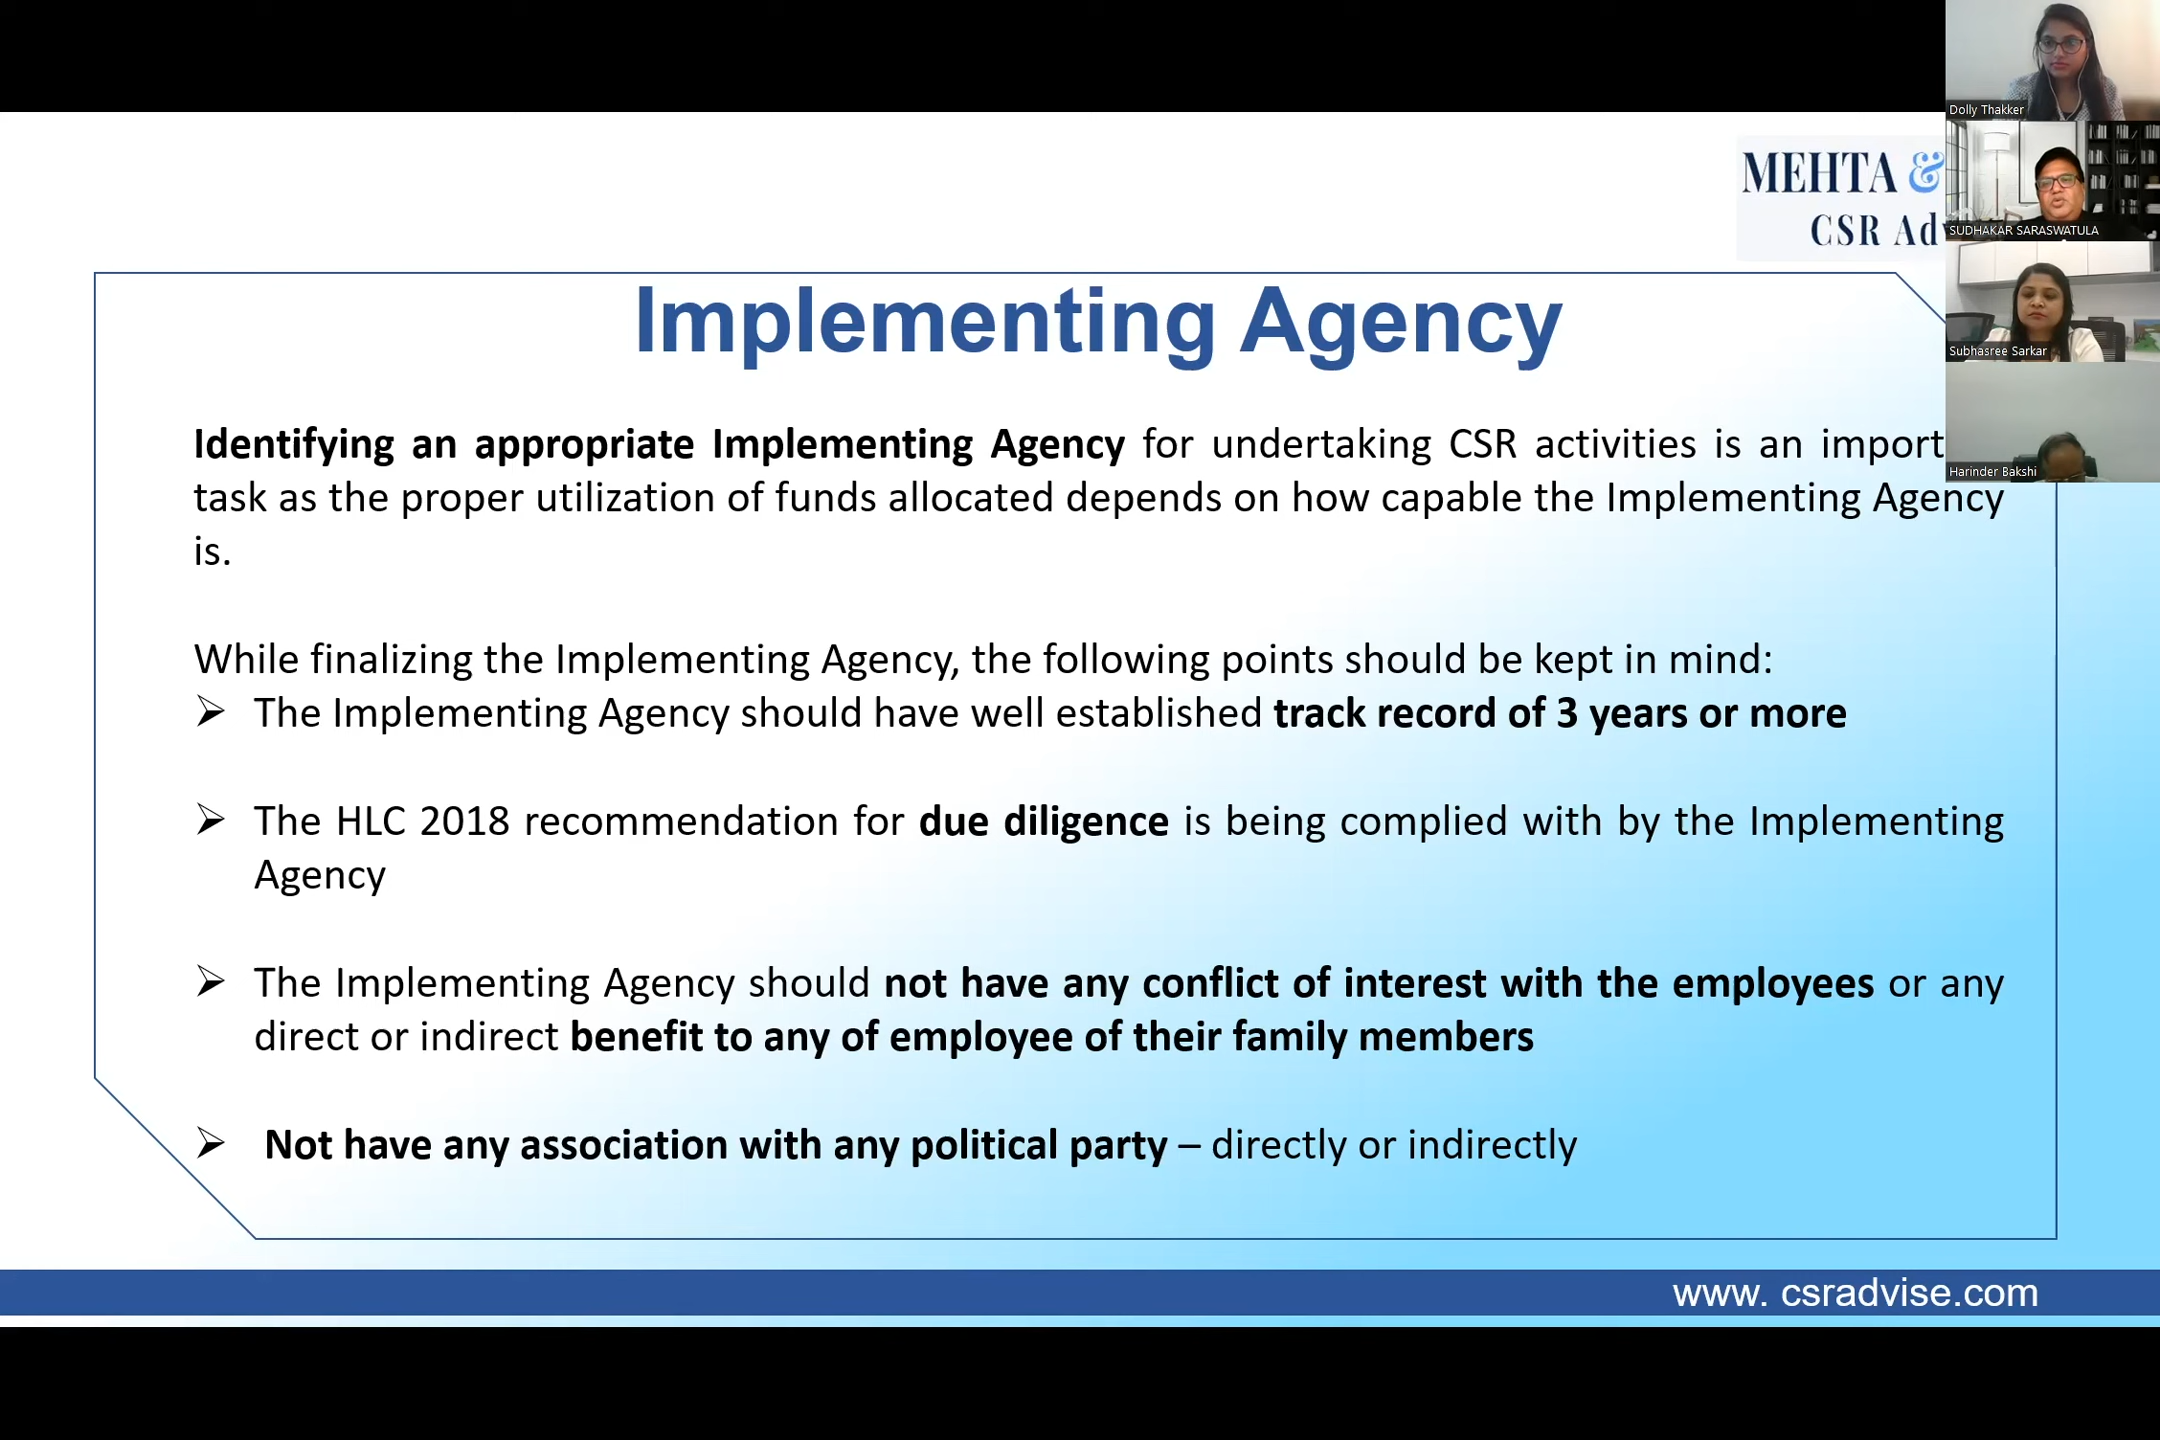 Dolly Thakker
MEHTA &
CSR Adv
SUDHAKAR SARASWATULA
Implementing Agency
Subhasree Sarkar
Identifying an appropriate Implementing Agency for undertaking CSR activities is an import
Harinder Bakshi
task as the proper utilization of funds allocated depends on how capable the Implementing Agency
is.
While finalizing the Implementing Agency, the following points should be kept in mind:
➢ The Implementing Agency should have well established track record of 3 years or more
➢ The HLC 2018 recommendation for due diligence is being complied with by the Implementing
Agency
➢ The Implementing Agency should not have any conflict of interest with the employees or any
direct or indirect benefit to any of employee of their family members
➢ Not have any association with any political party – directly or indirectly
www. csradvise.com